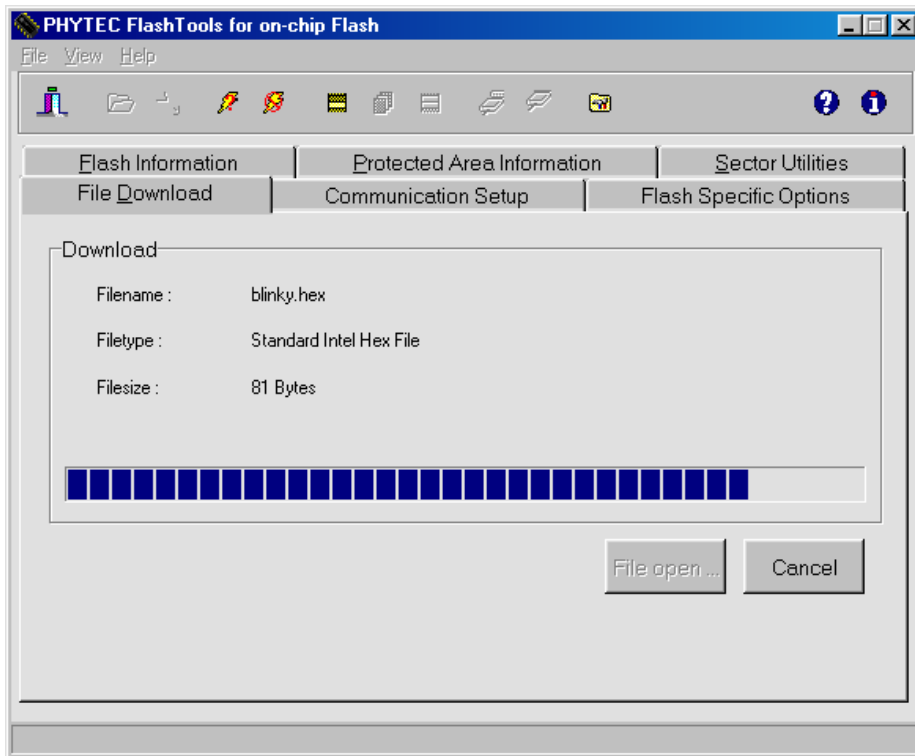 PHYTEC FlashTools for on-chip Flash
File View Help
Flash Information Protected Area Information Sector Utilities
File Download Communication Setup Flash Specific Options
Download
Filename : blinky.hex
Filetype : Standard Intel Hex File
Filesize : 81 Bytes
File open ... Cancel